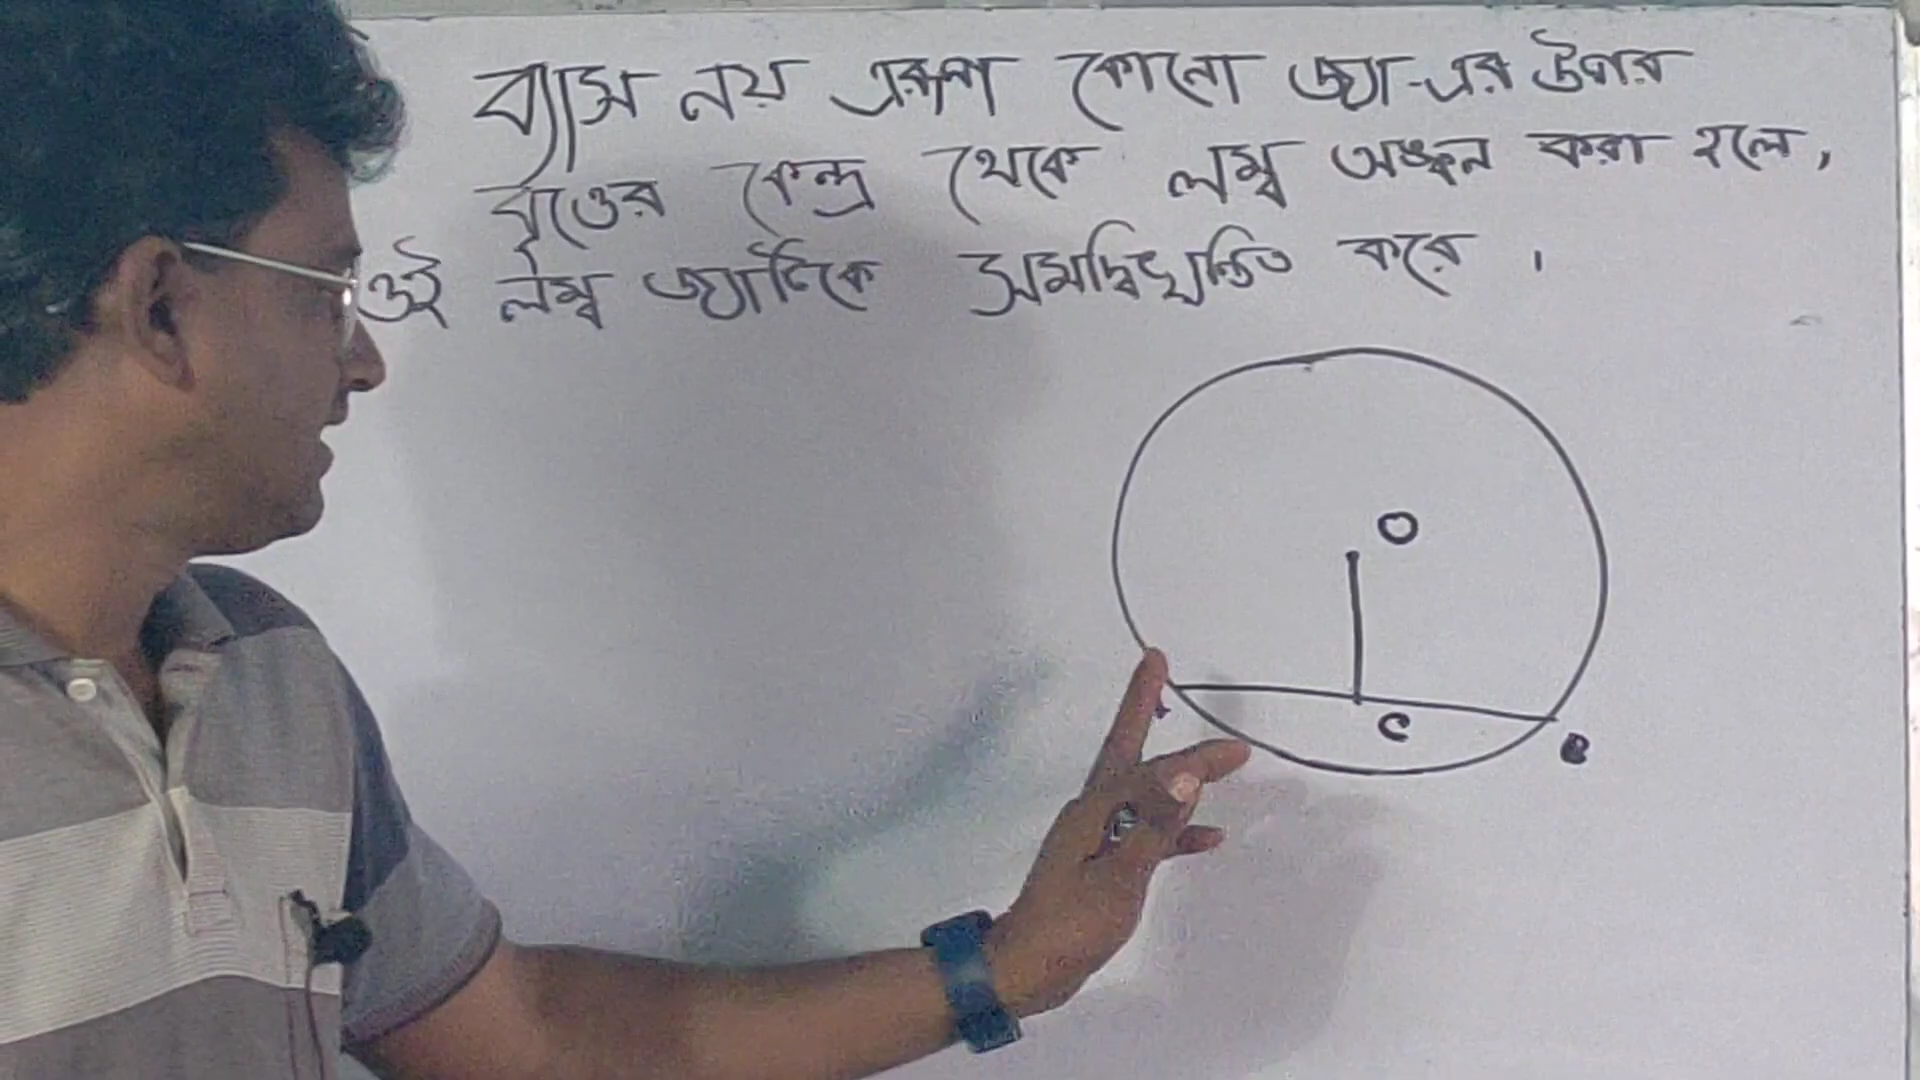 ব্যাস নয় এরূপ কোনো জ্যা-এর উপর
বৃত্তের কেন্দ্র থেকে লম্ব অঙ্কন করা হলে,
ওই লম্ব জ্যাটিকে সমদ্বিখণ্ডিত করে ।
O
C
B